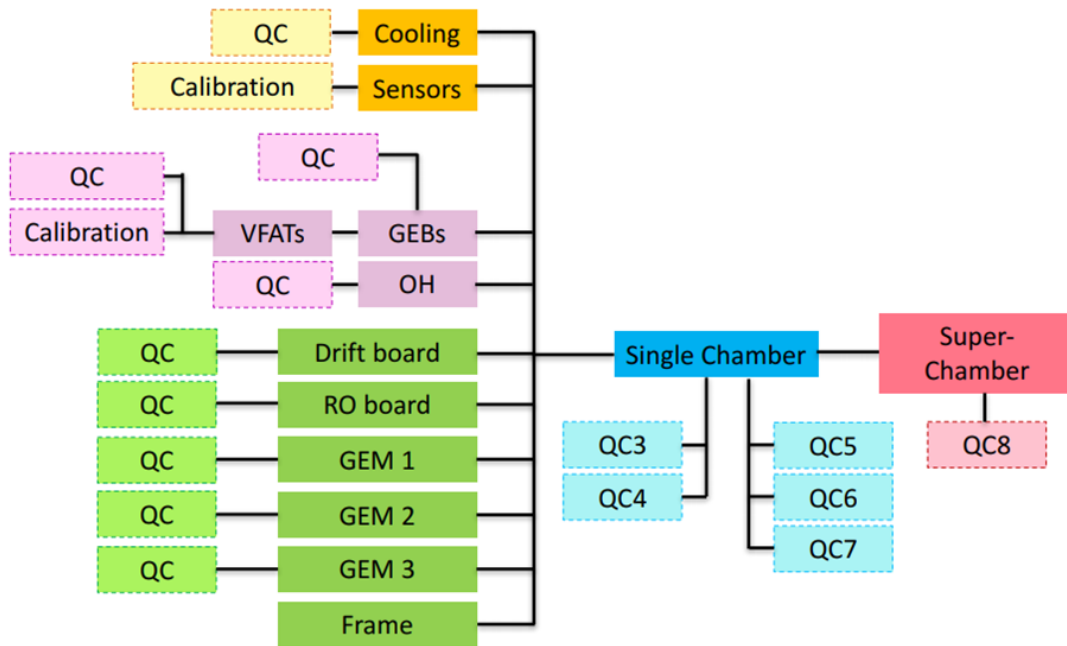 QC
Cooling
Calibration
Sensors
QC
QC
Calibration
VFATs
GEBs
QC
OH
QC
Drift board
Single Chamber
Super-
Chamber
QC
RO board
QC3
QC5
QC8
QC
GEM 1
QC4
QC6
QC
GEM 2
QC7
QC
GEM 3
Frame